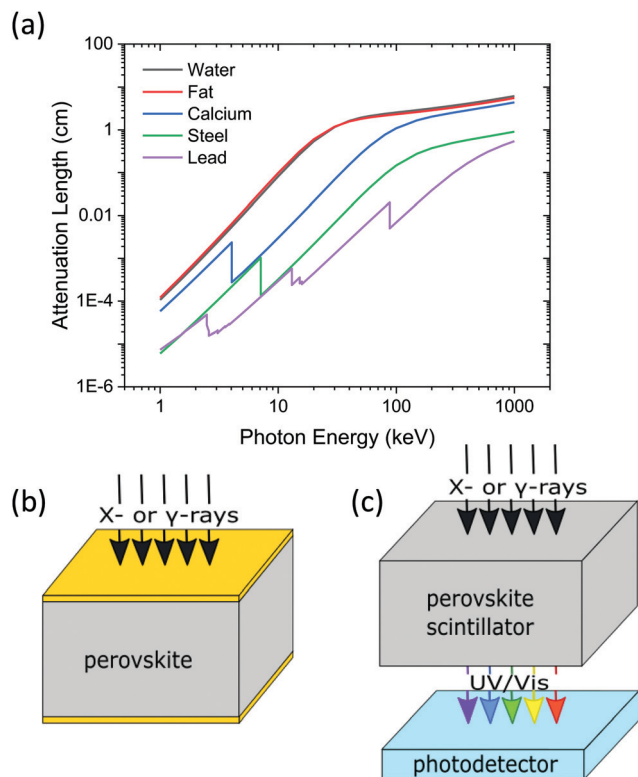 (a)
Attenuation Length (cm)
100
1
0.01
1E-4
1E-6
Water
Fat
Calcium
Steel
Lead
1
10
100
1000
Photon Energy (keV)
(b)
X- or γ-rays
perovskite
(c)
X- or γ-rays
perovskite
scintillator
UV/Vis
photodetector